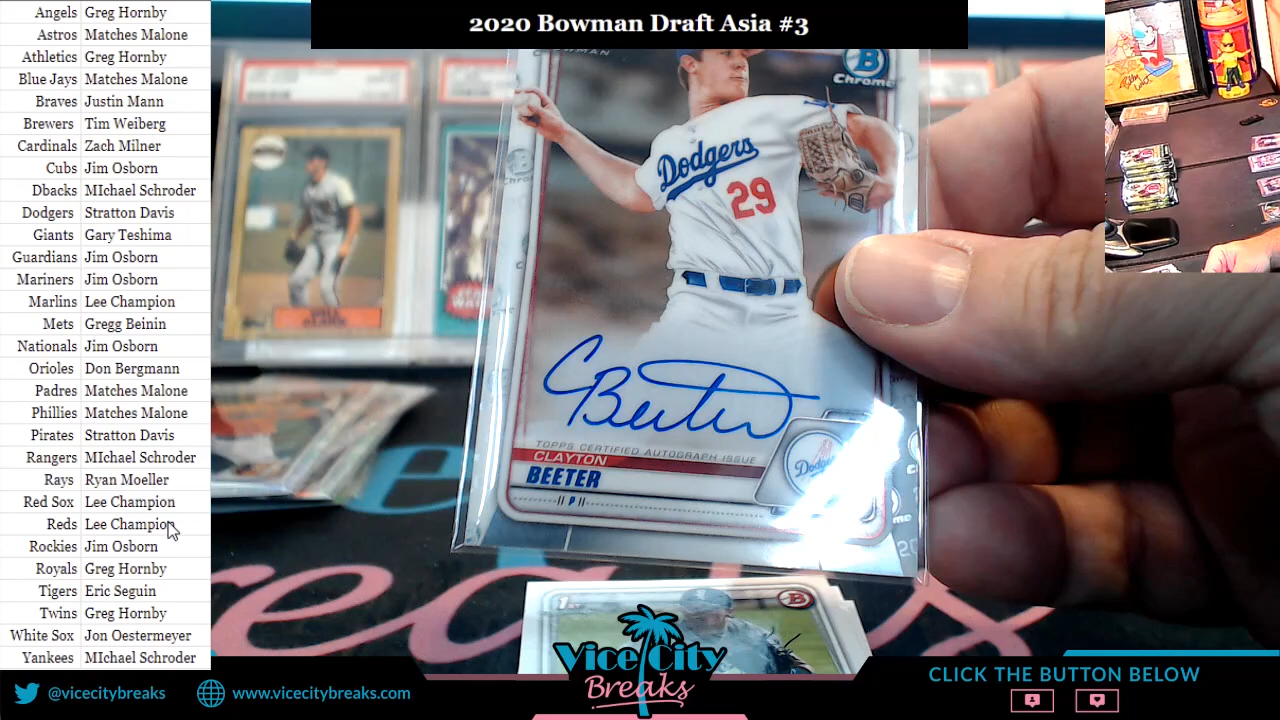 2020 Bowman Draft Asia #3
Angels Greg Hornby
Astros Matches Malone
Athletics Greg Hornby
Blue Jays Matches Malone
Braves Justin Mann
Brewers Tim Weiberg
Cardinals Zach Milner
Cubs Jim Osborn
Dbacks MIchael Schroder
Dodgers Stratton Davis
Giants Gary Teshima
Guardians Jim Osborn
Mariners Jim Osborn
Marlins Lee Champion
Mets Gregg Beinin
Nationals Jim Osborn
Orioles Don Bergmann
Padres Matches Malone
Phillies Matches Malone
Pirates Stratton Davis
Rangers MIchael Schroder
Rays Ryan Moeller
Red Sox Lee Champion
Reds Lee Champion
Rockies Jim Osborn
Royals Greg Hornby
Tigers Eric Seguin
Twins Greg Hornby
White Sox Jon Oestermeyer
Yankees MIchael Schroder
BOWMAN
B
Chrome
Dodgers
29
C Beeter
TOPPS CERTIFIED AUTOGRAPH ISSUE
CLAYTON
BEETER
P
Dodgers
1st
B
Vice City
Breaks
@vicecitybreaks
www.vicecitybreaks.com
CLICK THE BUTTON BELOW